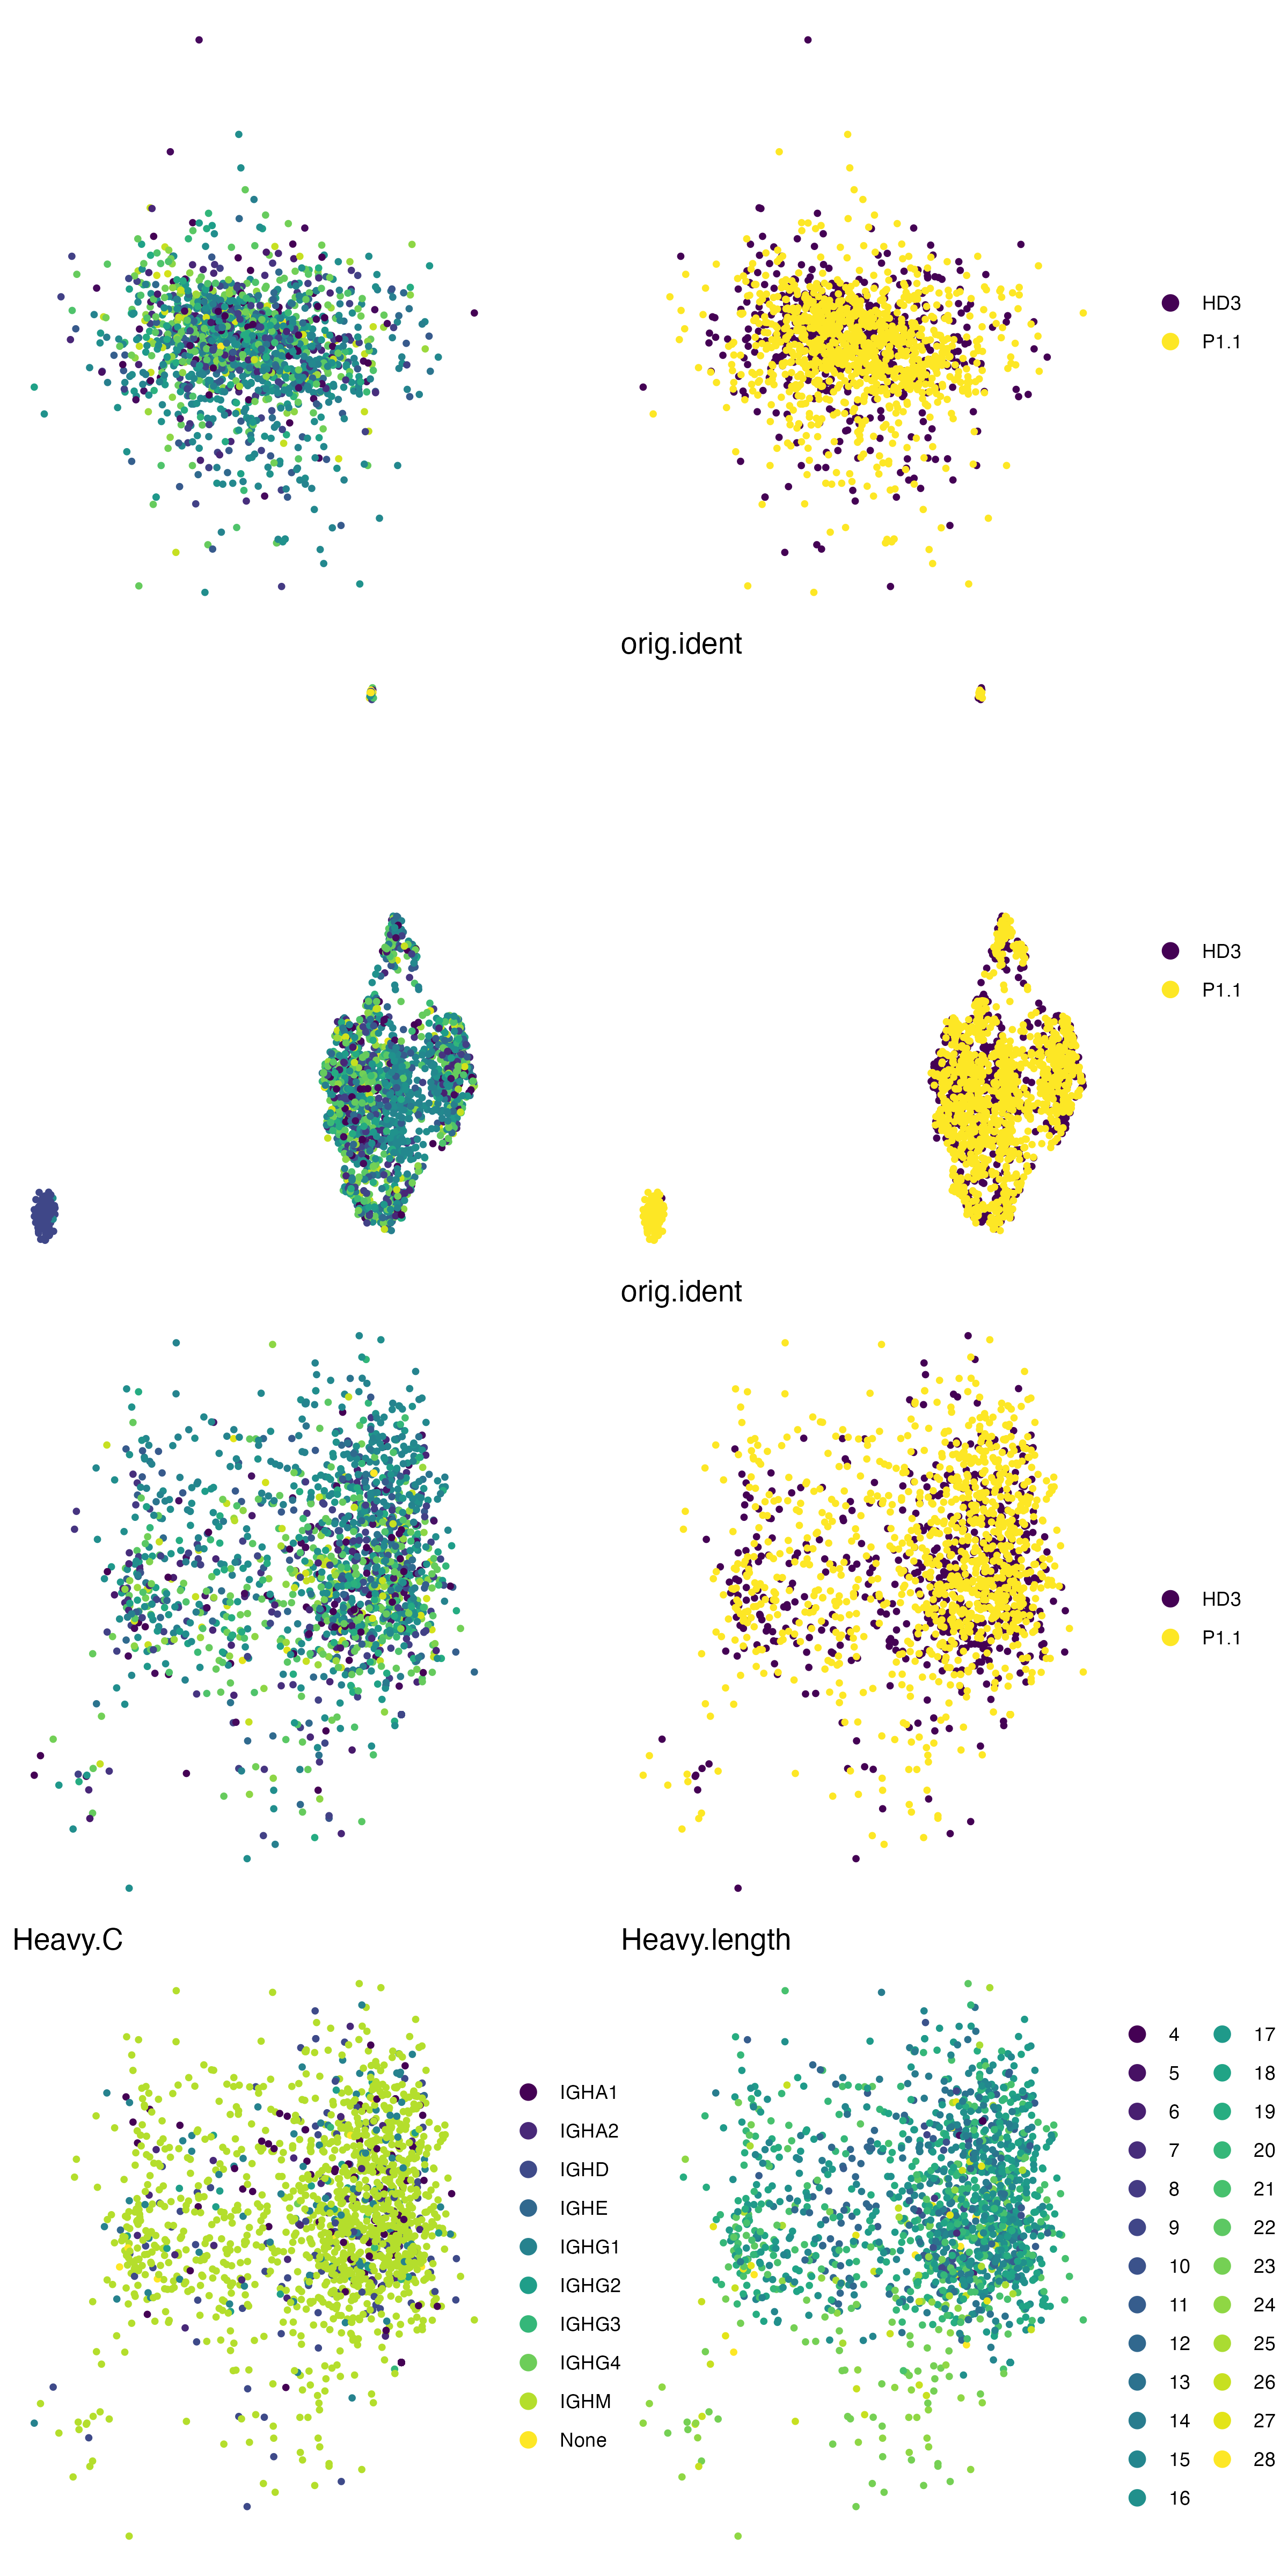 HD3
P1.1
orig.ident
HD3
P1.1
orig.ident
HD3
P1.1
Heavy.C
Heavy.length
IGHA1
IGHA2
IGHD
IGHE
IGHG1
IGHG2
IGHG3
IGHG4
IGHM
None
4
5
6
7
8
9
10
11
12
13
14
15
16
17
18
19
20
21
22
23
24
25
26
27
28